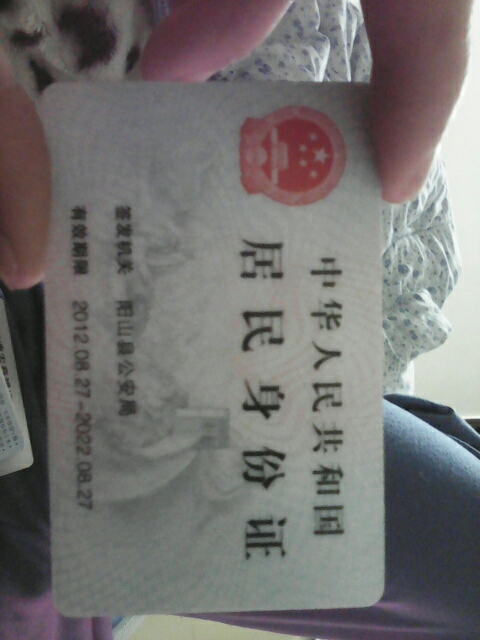 中华人民共和国
居民身份证
签发机关 阳山县公安局
有效期限 2012.08.27-2022.08.27